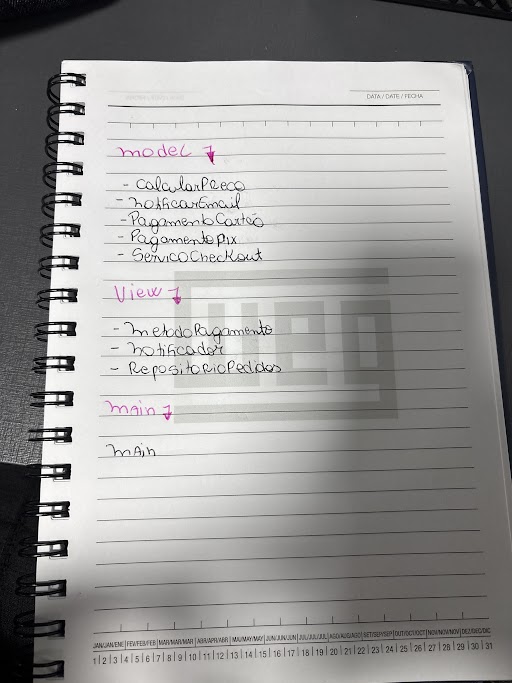 DATA / DATE / FECHA
model
- CalcularPreco
- NotificarEmail
- PagamentoCartão
- PagamentoPix
- ServicoCheckout
View
- metodoPagamento
- Notificador
- RepositorioPedidos
main
main
JAN/JAN/ENE | FEV/FEB/FEB | MAR/MAR/MAR | ABR/APR/ABR | MAI/MAY/MAY | JUN/JUN/JUN | JUL/JUL/JUL | AGO/AUG/AGO | SET/SEP/SEP | OUT/OCT/OCT | NOV/NOV/NOV | DEZ/DEC/DIC
1 | 2 | 3 | 4 | 5 | 6 | 7 | 8 | 9 | 10 | 11 | 12 | 13 | 14 | 15 | 16 | 17 | 18 | 19 | 20 | 21 | 22 | 23 | 24 | 25 | 26 | 27 | 28 | 29 | 30 | 31